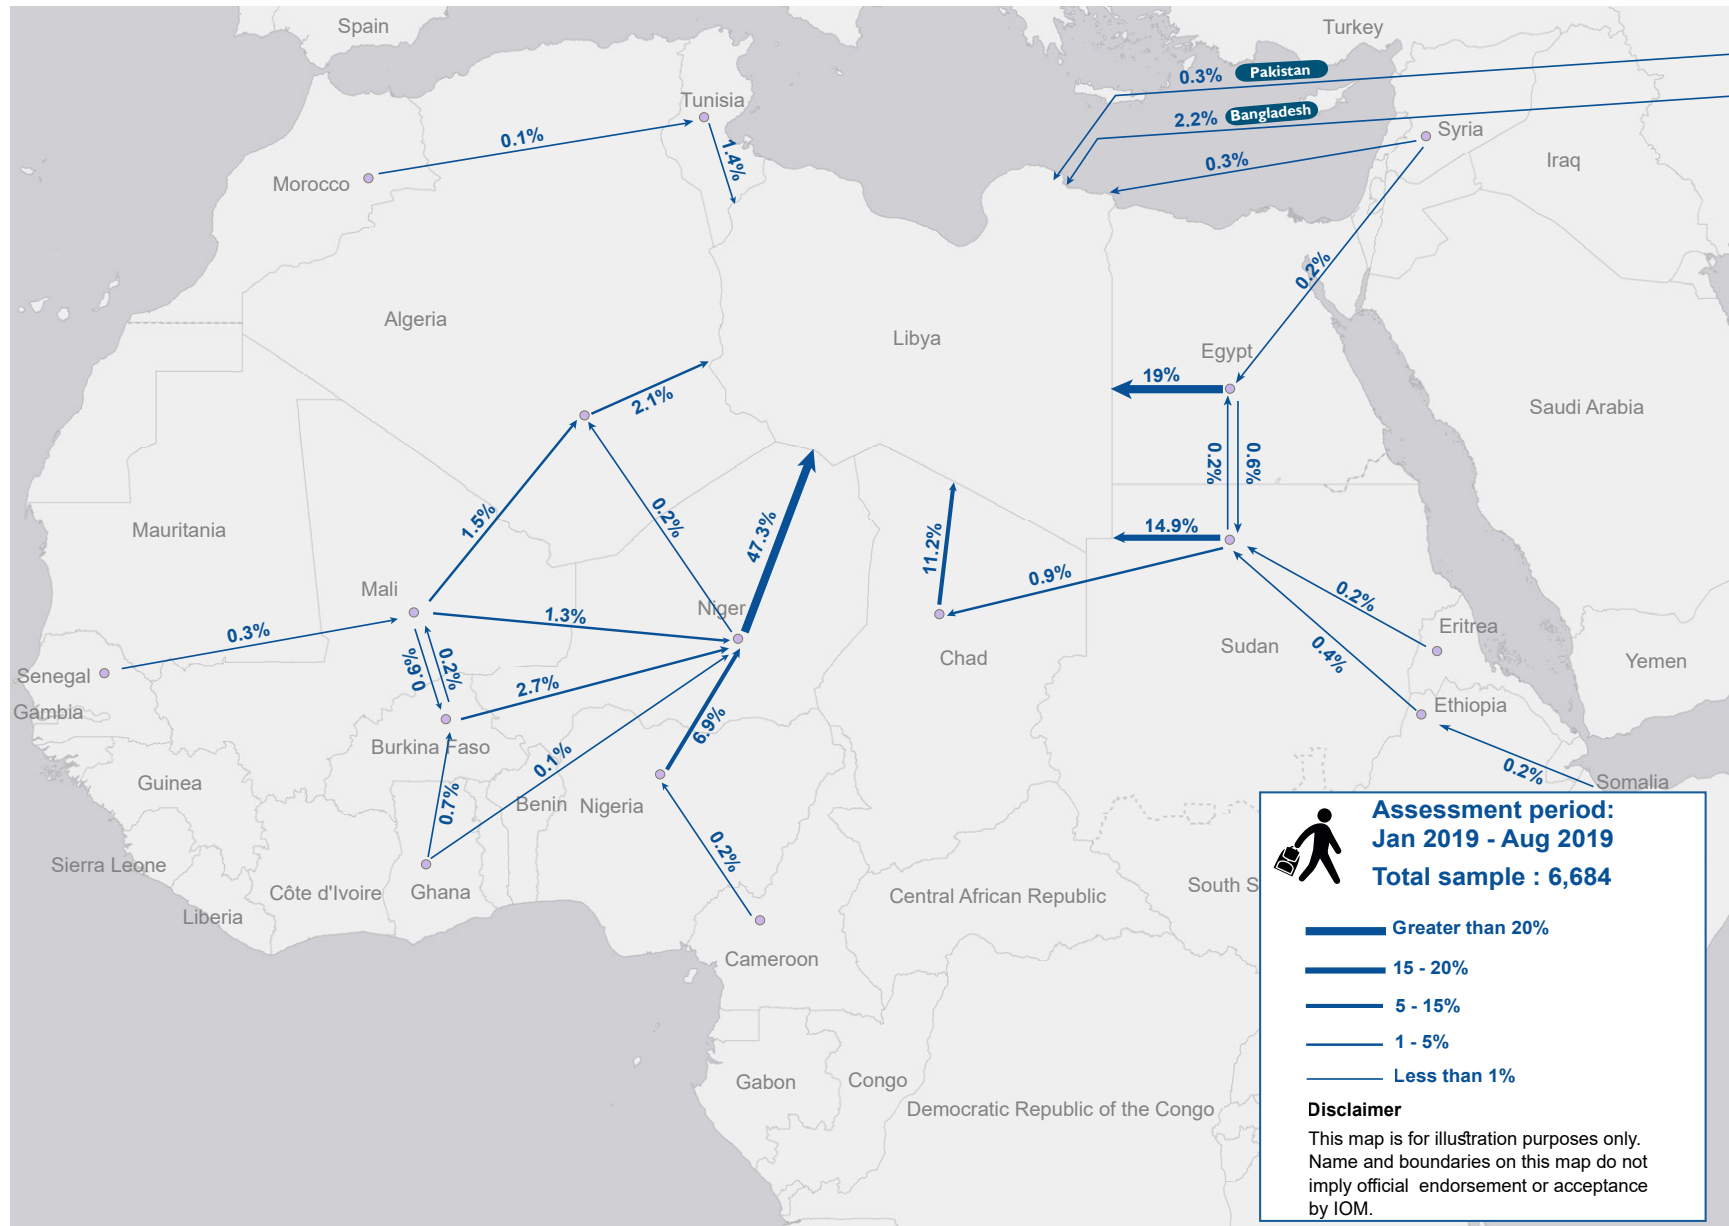 Spain
Turkey
0.3% Pakistan
2.2% Bangladesh
Tunisia
Syria
0.1%
1.4%
0.3%
Iraq
Morocco
0.2%
Algeria
Libya
Egypt
19%
2.1%
Saudi Arabia
0.2%
0.6%
1.5%
0.2%
47.3%
11.2%
14.9%
Mauritania
0.9%
Mali
0.2%
1.3%
Niger
0.3%
Eritrea
0.4%
Sudan
Chad
Yemen
Senegal
0.6%
0.2%
2.7%
Gambia
6.9%
Ethiopia
Burkina Faso
0.1%
0.2%
Somalia
Guinea
0.7%
Benin
Nigeria
0.2%
Sierra Leone
Côte d'Ivoire
Ghana
Liberia
Central African Republic
South S
Cameroon
Gabon
Congo
Democratic Republic of the Congo
Assessment period:
Jan 2019 - Aug 2019
Total sample : 6,684
Greater than 20%
15 - 20%
5 - 15%
1 - 5%
Less than 1%
Disclaimer
This map is for illustration purposes only.
Name and boundaries on this map do not
imply official endorsement or acceptance
by IOM.